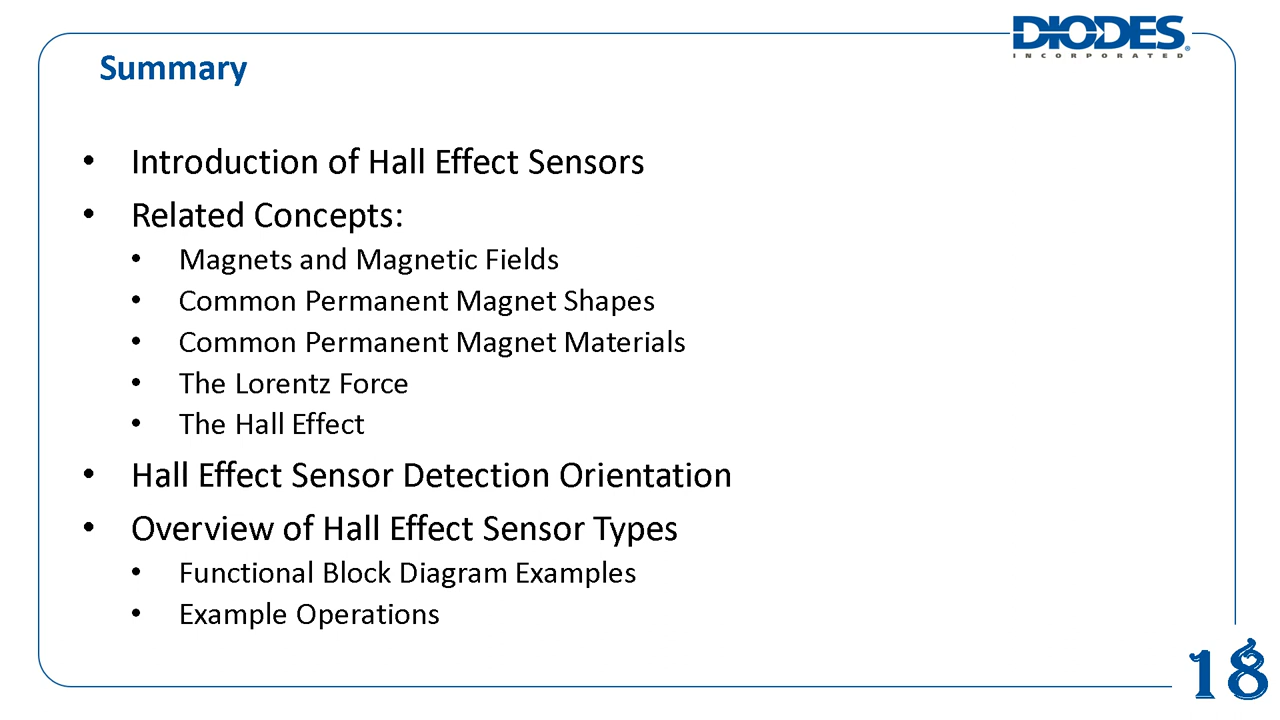 DIODES
INCORPORATED
Summary
• Introduction of Hall Effect Sensors
• Related Concepts:
• Magnets and Magnetic Fields
• Common Permanent Magnet Shapes
• Common Permanent Magnet Materials
• The Lorentz Force
• The Hall Effect
• Hall Effect Sensor Detection Orientation
• Overview of Hall Effect Sensor Types
• Functional Block Diagram Examples
• Example Operations
18